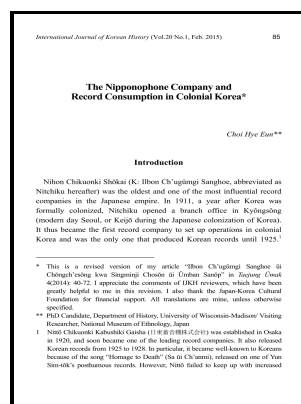 International Journal of Korean History (Vol.20 No.1, Feb. 2015) 85
The Nipponophone Company and
Record Consumption in Colonial Korea*
Choi Hye Eun**
Introduction
Nihon Chikuonki Shōkai (K: Ilbon Ch'ugŭmgi Sanghoe, abbreviated as
Nitchiku hereafter) was the oldest and one of the most influential record
companies in the Japanese empire. In 1911, a year after Korea was
formally colonized, Nitchiku opened a branch office in Kyŏngsŏng
(modern day Seoul, or Keijō during the Japanese colonization of Korea).
It thus became the first record company to set up operations in colonial
Korea and was the only one that produced Korean records until 1925.1
* This is a revised version of my article "Ilbon Ch'ugŭmgi Sanghoe ŭi
Chŏngch'esŏng kwa Singminji Chosŏn ŭi Ŭmban Sanŏp" in Taejung Ŭmak
4(2014): 40-72. I appreciate the comments of IJKH reviewers, which have been
greatly helpful to me in this revision. I also thank the Japan-Korea Cultural
Foundation for financial support. All translations are mine, unless otherwise
specified.
** PhD Candidate, Department of History, University of Wisconsin-Madison/ Visiting
Researcher, National Museum of Ethnology, Japan
1 Nittō Chikuonki Kabushiki Gaisha (日東蓄音機株式会社) was established in Osaka
in 1920, and soon became one of the leading record companies. It also released
Korean records from 1925 to 1928. In particular, it became well-known to Koreans
because of the song "Homage to Death" (Sa ŭi Ch'anmi), released on one of Yun
Sim-tŏk's posthumous records. However, Nittō failed to keep up with increased